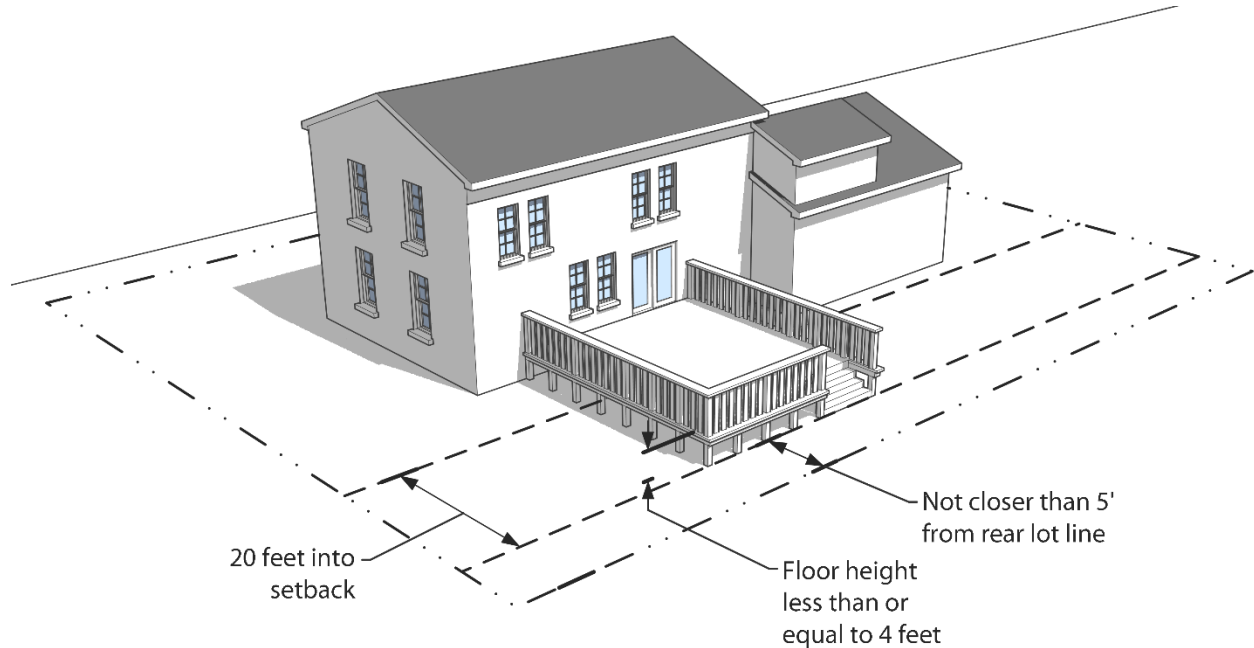 20 feet into
setback
Floor height
less than or
equal to 4 feet
Not closer than 5'
from rear lot line